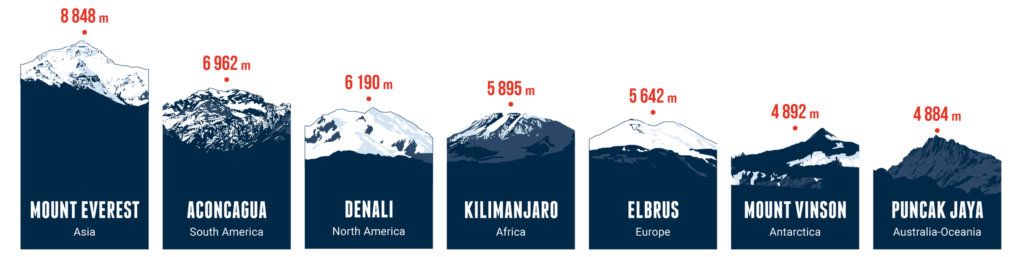 8 848 m
MOUNT EVEREST
Asia
6 962 m
ACONCAGUA
South America
6 190 m
DENALI
North America
5 895 m
KILIMANJARO
Africa
5 642 m
ELBRUS
Europe
4 892 m
MOUNT VINSON
Antarctica
4 884 m
PUNCAK JAYA
Australia-Oceania